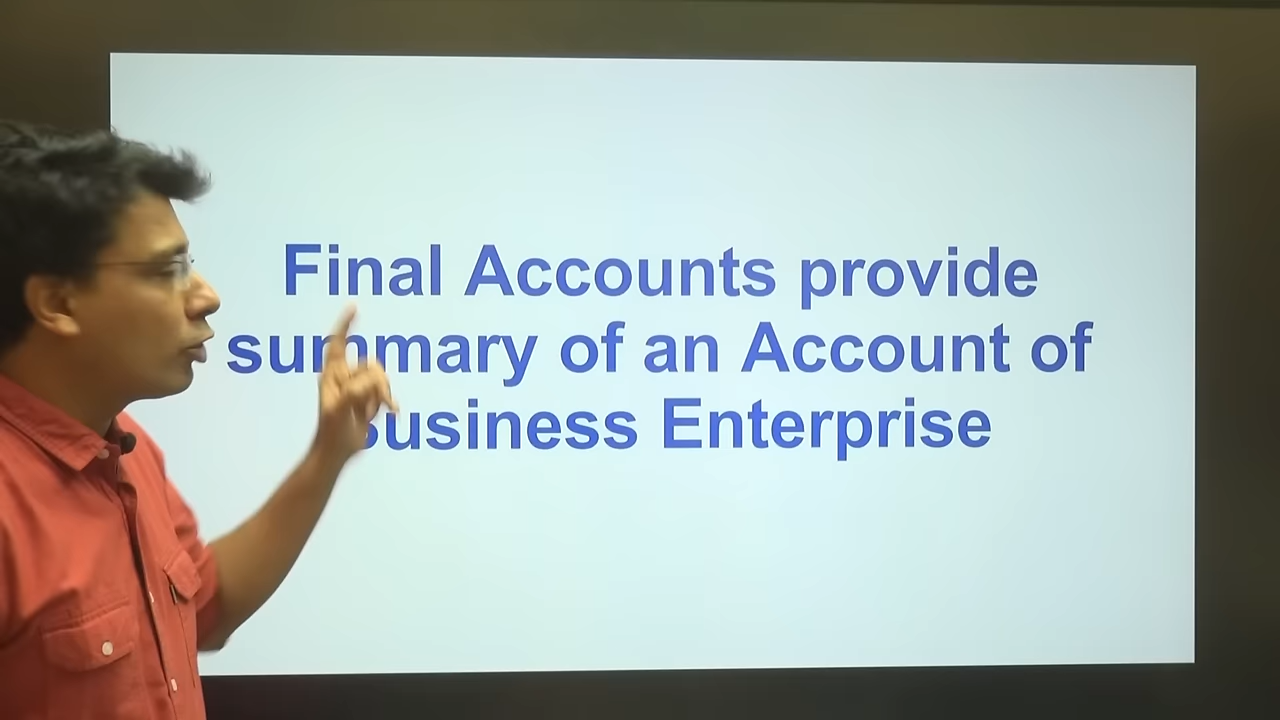 Final Accounts provide
summary of an Account of
Business Enterprise